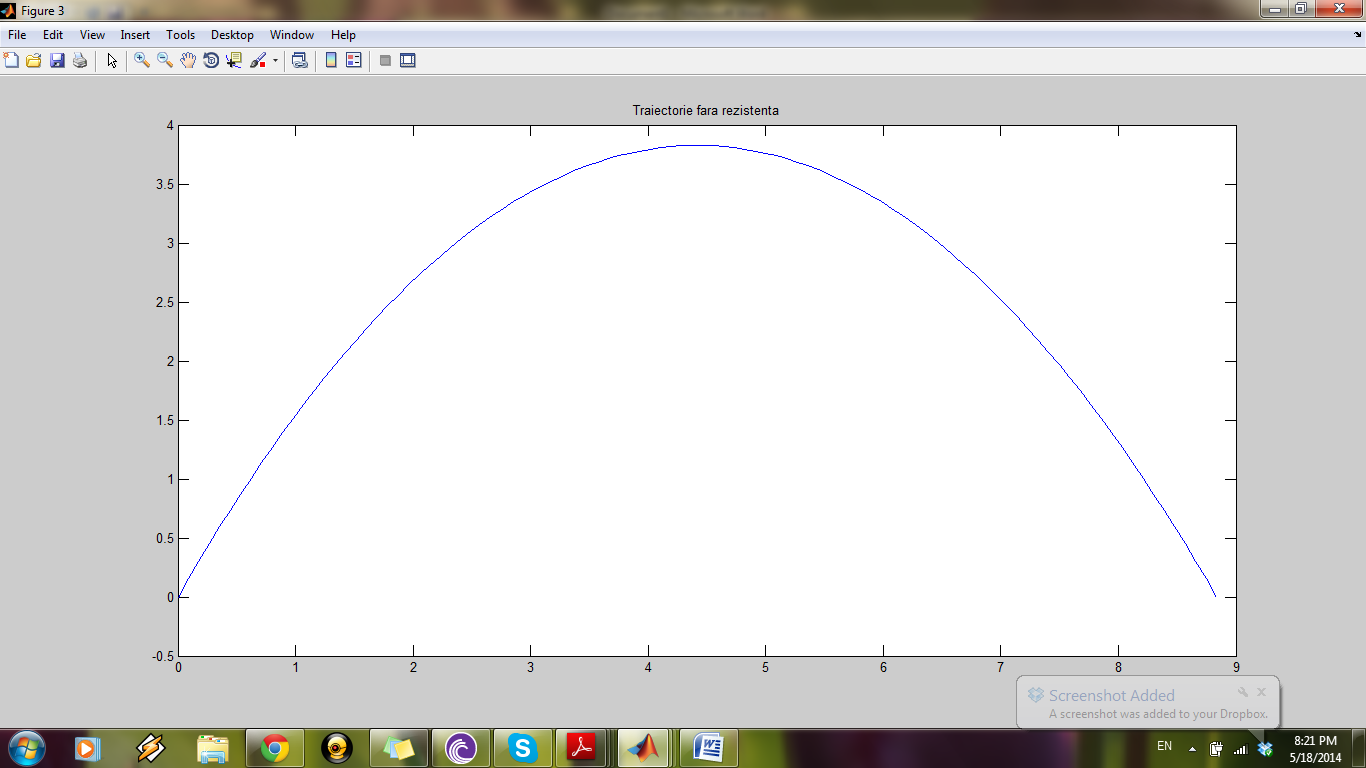 Figure 3
File Edit View Insert Tools Desktop Window Help
Traiectorie fara rezistenta
4
3.5
3
2.5
2
1.5
1
0.5
0
-0.5
0 1 2 3 4 5 6 7 8 9
Screenshot Added
A screenshot was added to your Dropbox.
EN
8:21 PM
5/18/2014